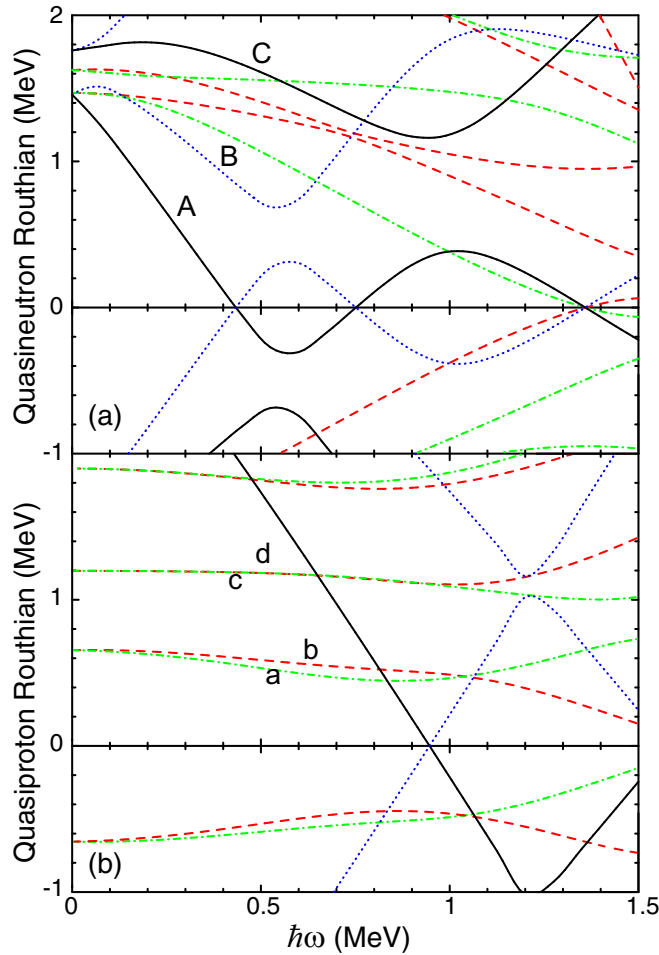 2
C
B
1
A
Quasineutron Routhian (MeV)
0
(a)
-1
d
c
1
b
a
Quasiproton Routhian (MeV)
0
(b)
-1
0
0.5
1
1.5
ħω (MeV)